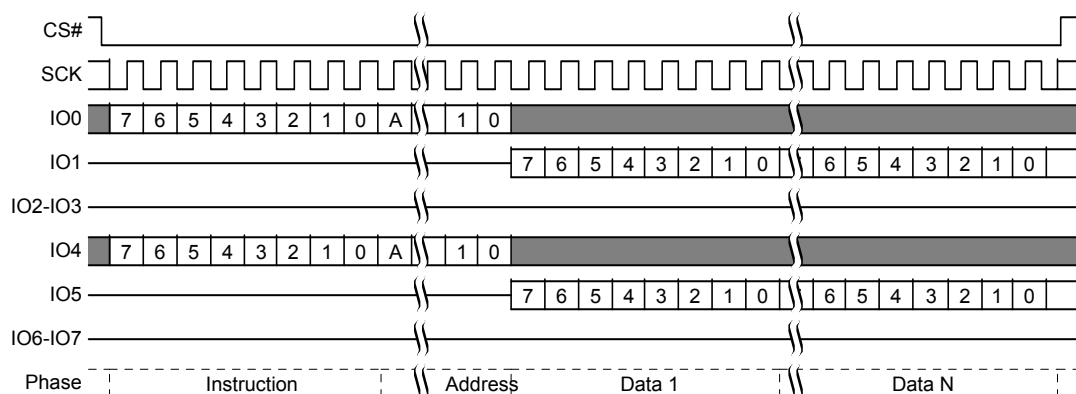 CS#
SCK
IO0 7 6 5 4 3 2 1 0 A 1 0
IO1 7 6 5 4 3 2 1 0 6 5 4 3 2 1 0
IO2-IO3
IO4 7 6 5 4 3 2 1 0 A 1 0
IO5 7 6 5 4 3 2 1 0 6 5 4 3 2 1 0
IO6-IO7
Phase Instruction Address Data 1 Data N